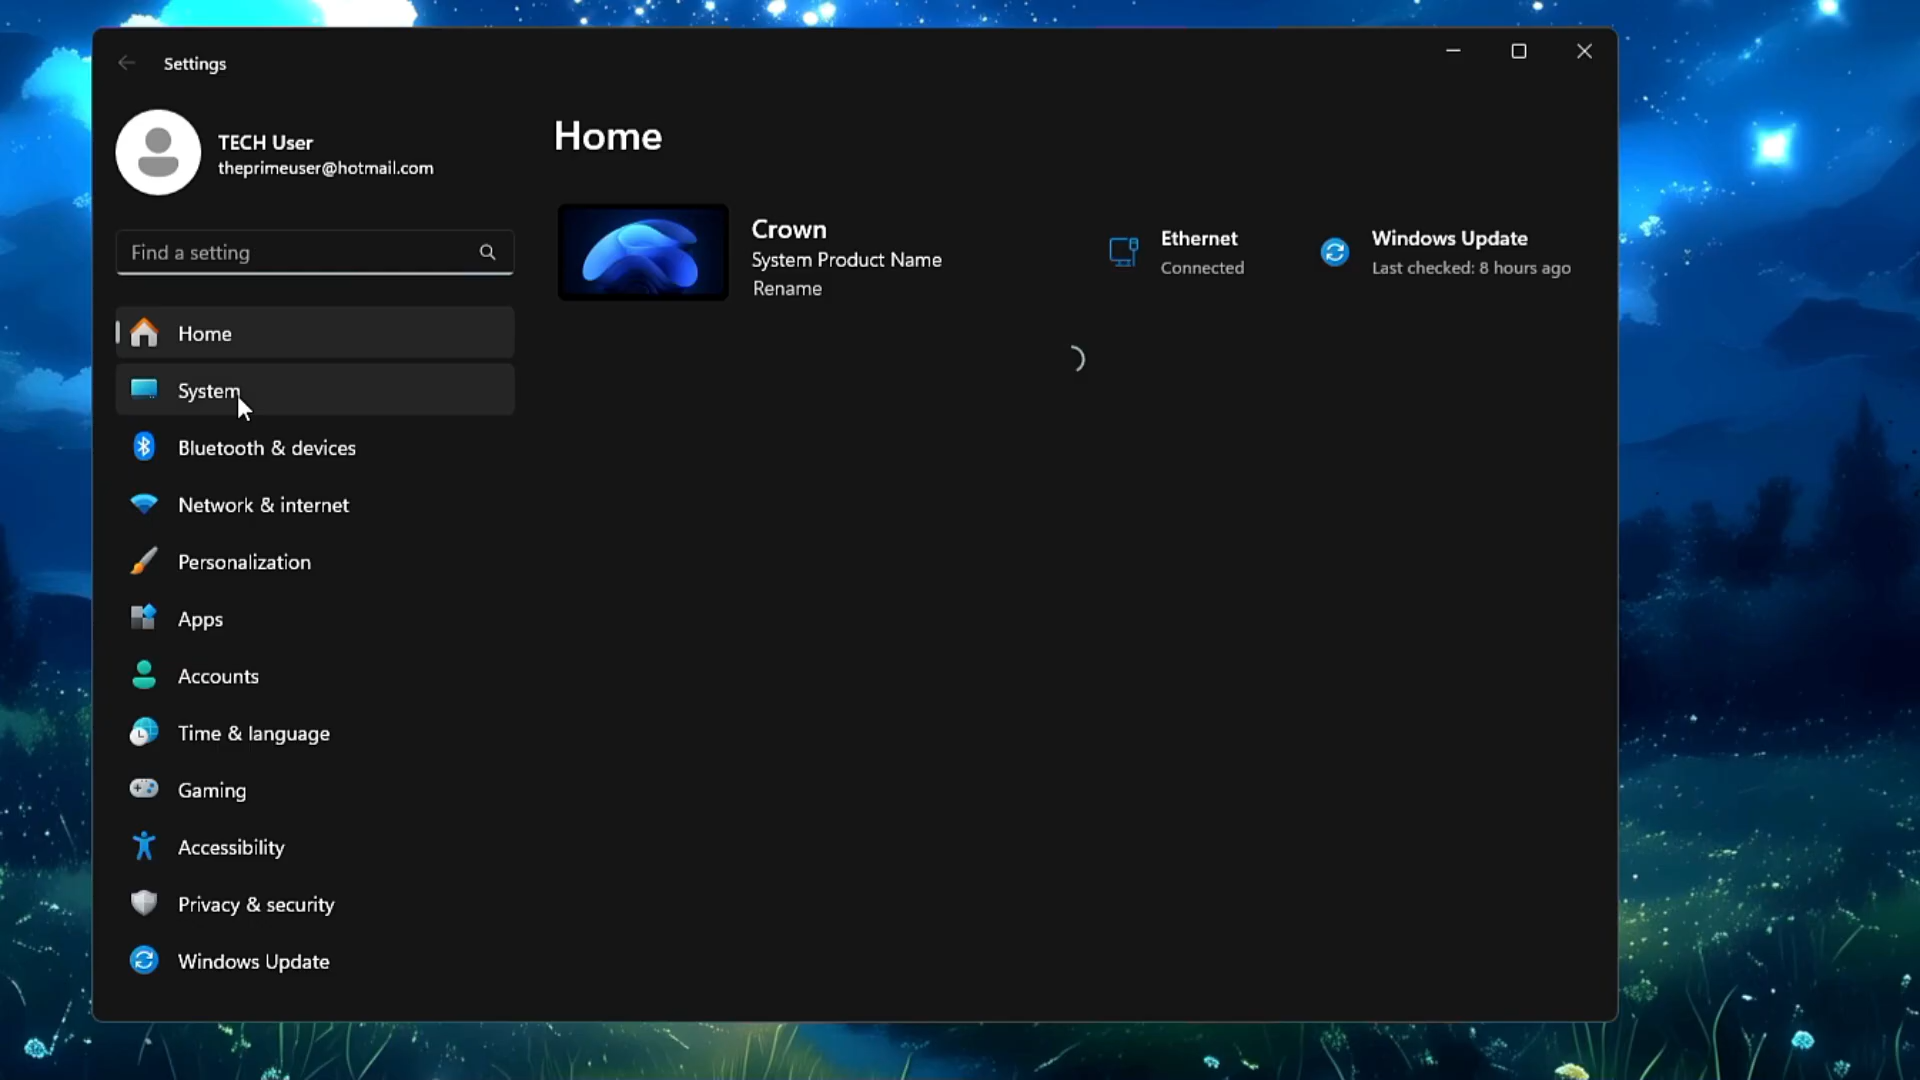 Settings
TECH User
theprimeuser@hotmail.com
Find a setting
Home
System
Bluetooth & devices
Network & internet
Personalization
Apps
Accounts
Time & language
Gaming
Accessibility
Privacy & security
Windows Update
Home
Crown
System Product Name
Rename
Ethernet
Connected
Windows Update
Last checked: 8 hours ago